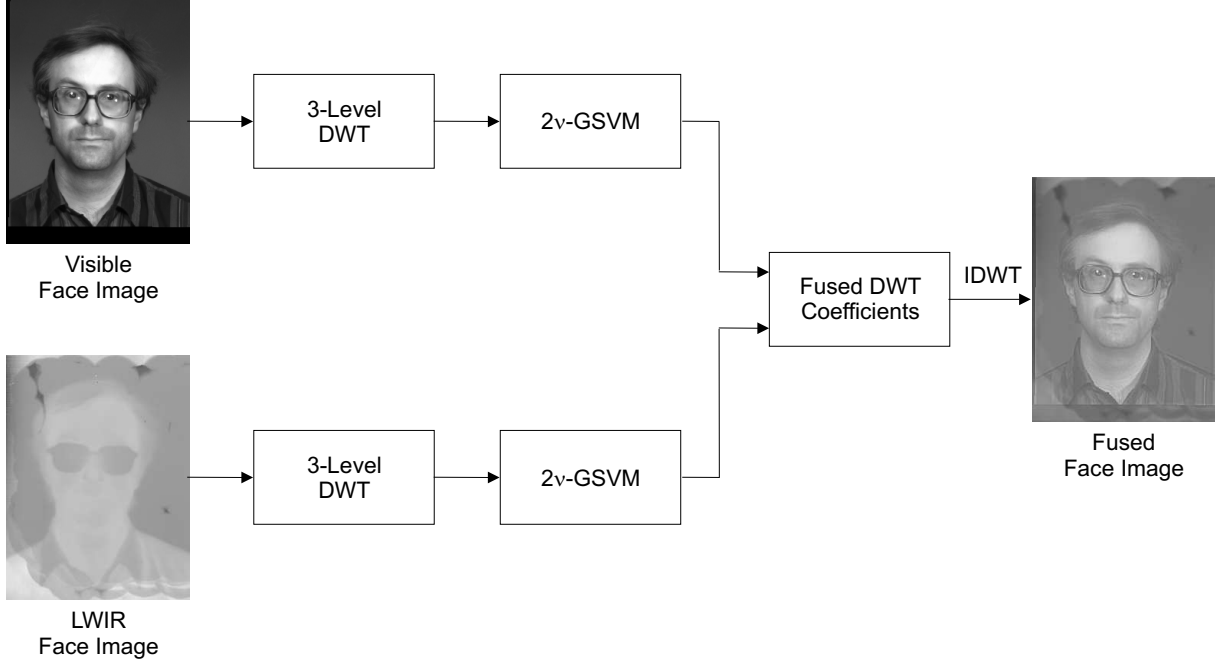 3-Level
DWT
2ν-GSVM
Visible
Face Image
Fused DWT
Coefficients
IDWT
3-Level
DWT
2ν-GSVM
Fused
Face Image
LWIR
Face Image